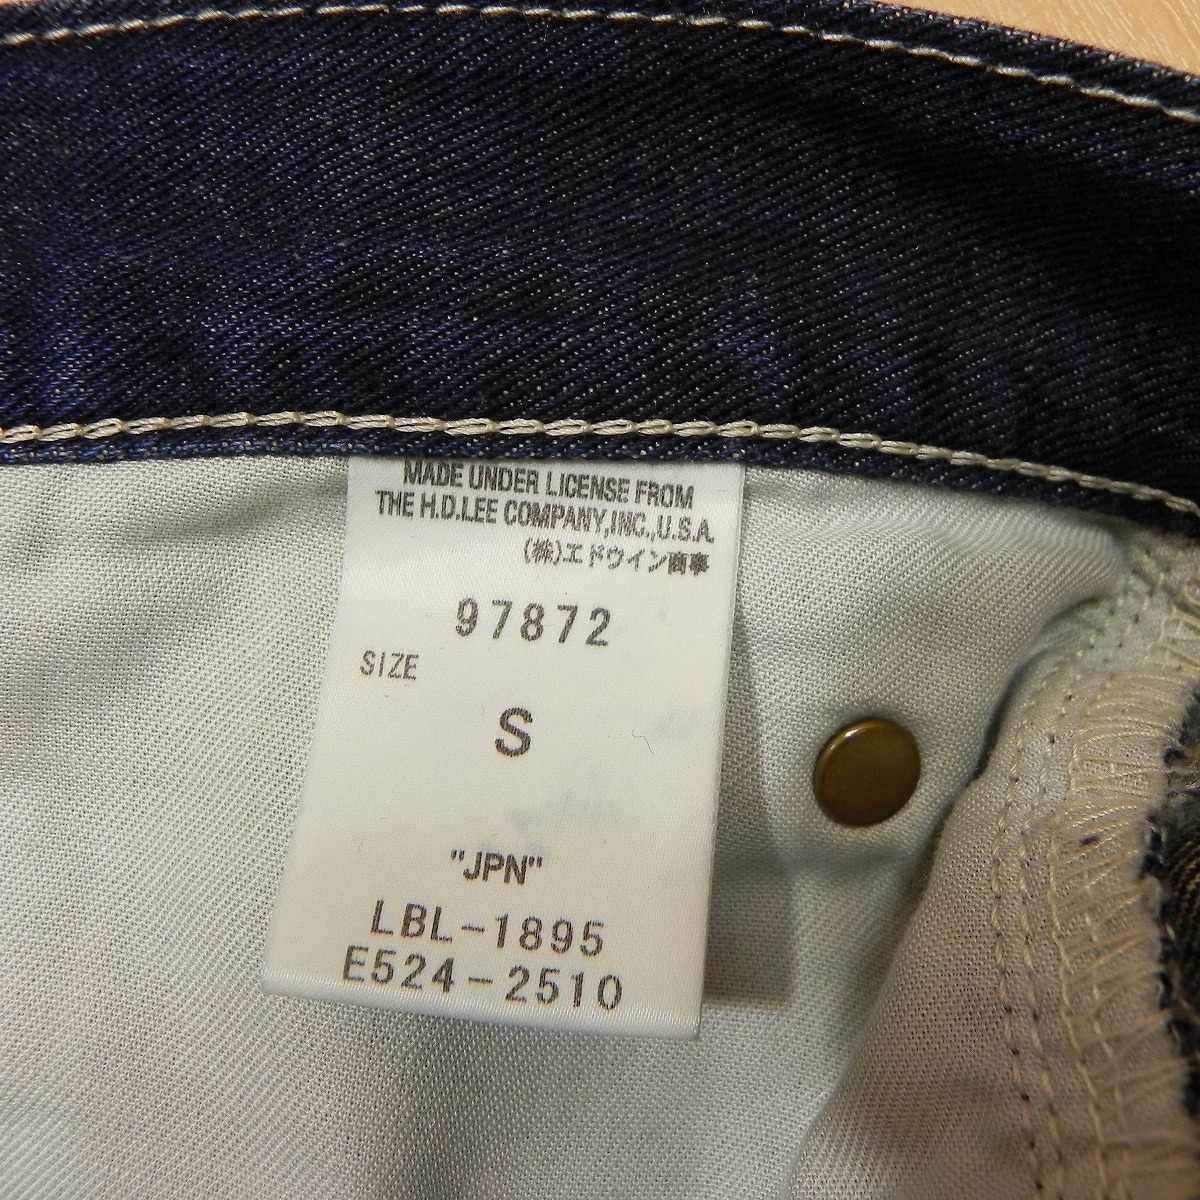 MADE UNDER LICENSE FROM
THE H.D.LEE COMPANY,INC.,U.S.A.
(株)エドウイン商事
97872
SIZE
S
"JPN"
LBL-1895
E524-2510